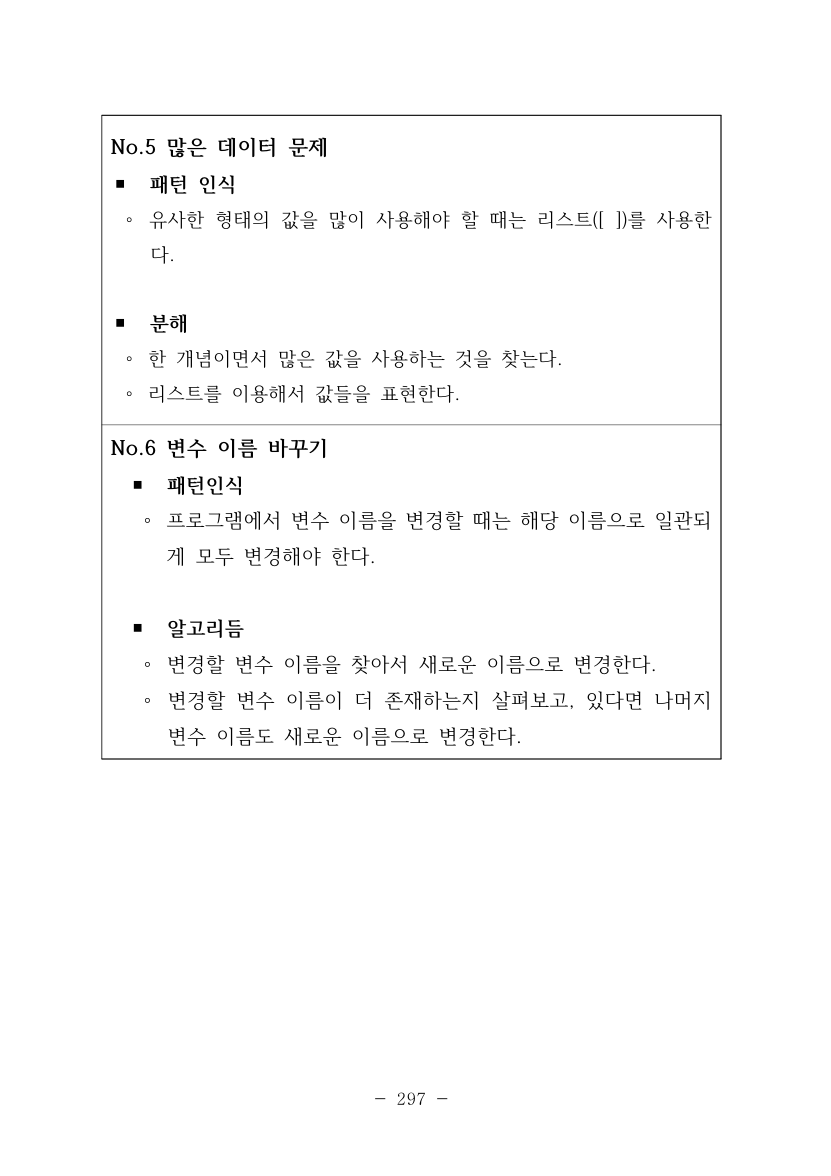 No.5 많은 데이터 문제
■ 패턴 인식
◦ 유사한 형태의 값을 많이 사용해야 할 때는 리스트([ ])를 사용한
다.
■ 분해
◦ 한 개념이면서 많은 값을 사용하는 것을 찾는다.
◦ 리스트를 이용해서 값들을 표현한다.
No.6 변수 이름 바꾸기
■ 패턴인식
◦ 프로그램에서 변수 이름을 변경할 때는 해당 이름으로 일관되
게 모두 변경해야 한다.
■ 알고리듬
◦ 변경할 변수 이름을 찾아서 새로운 이름으로 변경한다.
◦ 변경할 변수 이름이 더 존재하는지 살펴보고, 있다면 나머지
변수 이름도 새로운 이름으로 변경한다.
- 297 -